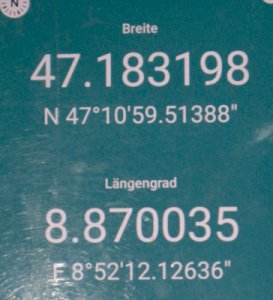 N
Breite
47.183198
N 47°10'59.51388"
Längengrad
8.870035
E 8°52'12.12636"